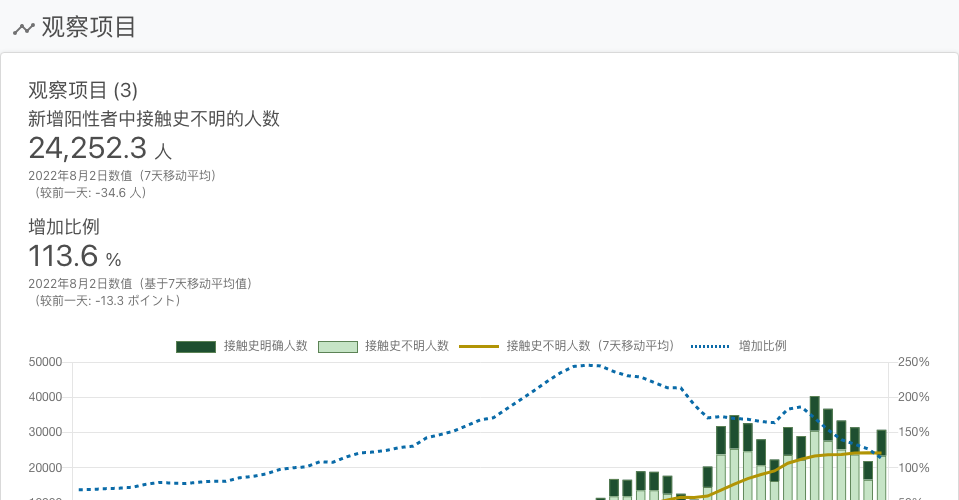 观察项目
观察项目 (3)
新增阳性者中接触史不明的人数
24,252.3 人
2022年8月2日数值（7天移动平均）
（较前一天: -34.6 人）
增加比例
113.6 %
2022年8月2日数值（基于7天移动平均值）
（较前一天: -13.3 ポイント）
接触史明确人数 接触史不明人数 接触史不明人数（7天移动平均） 增加比例
50000 250%
40000 200%
30000 150%
20000 100%